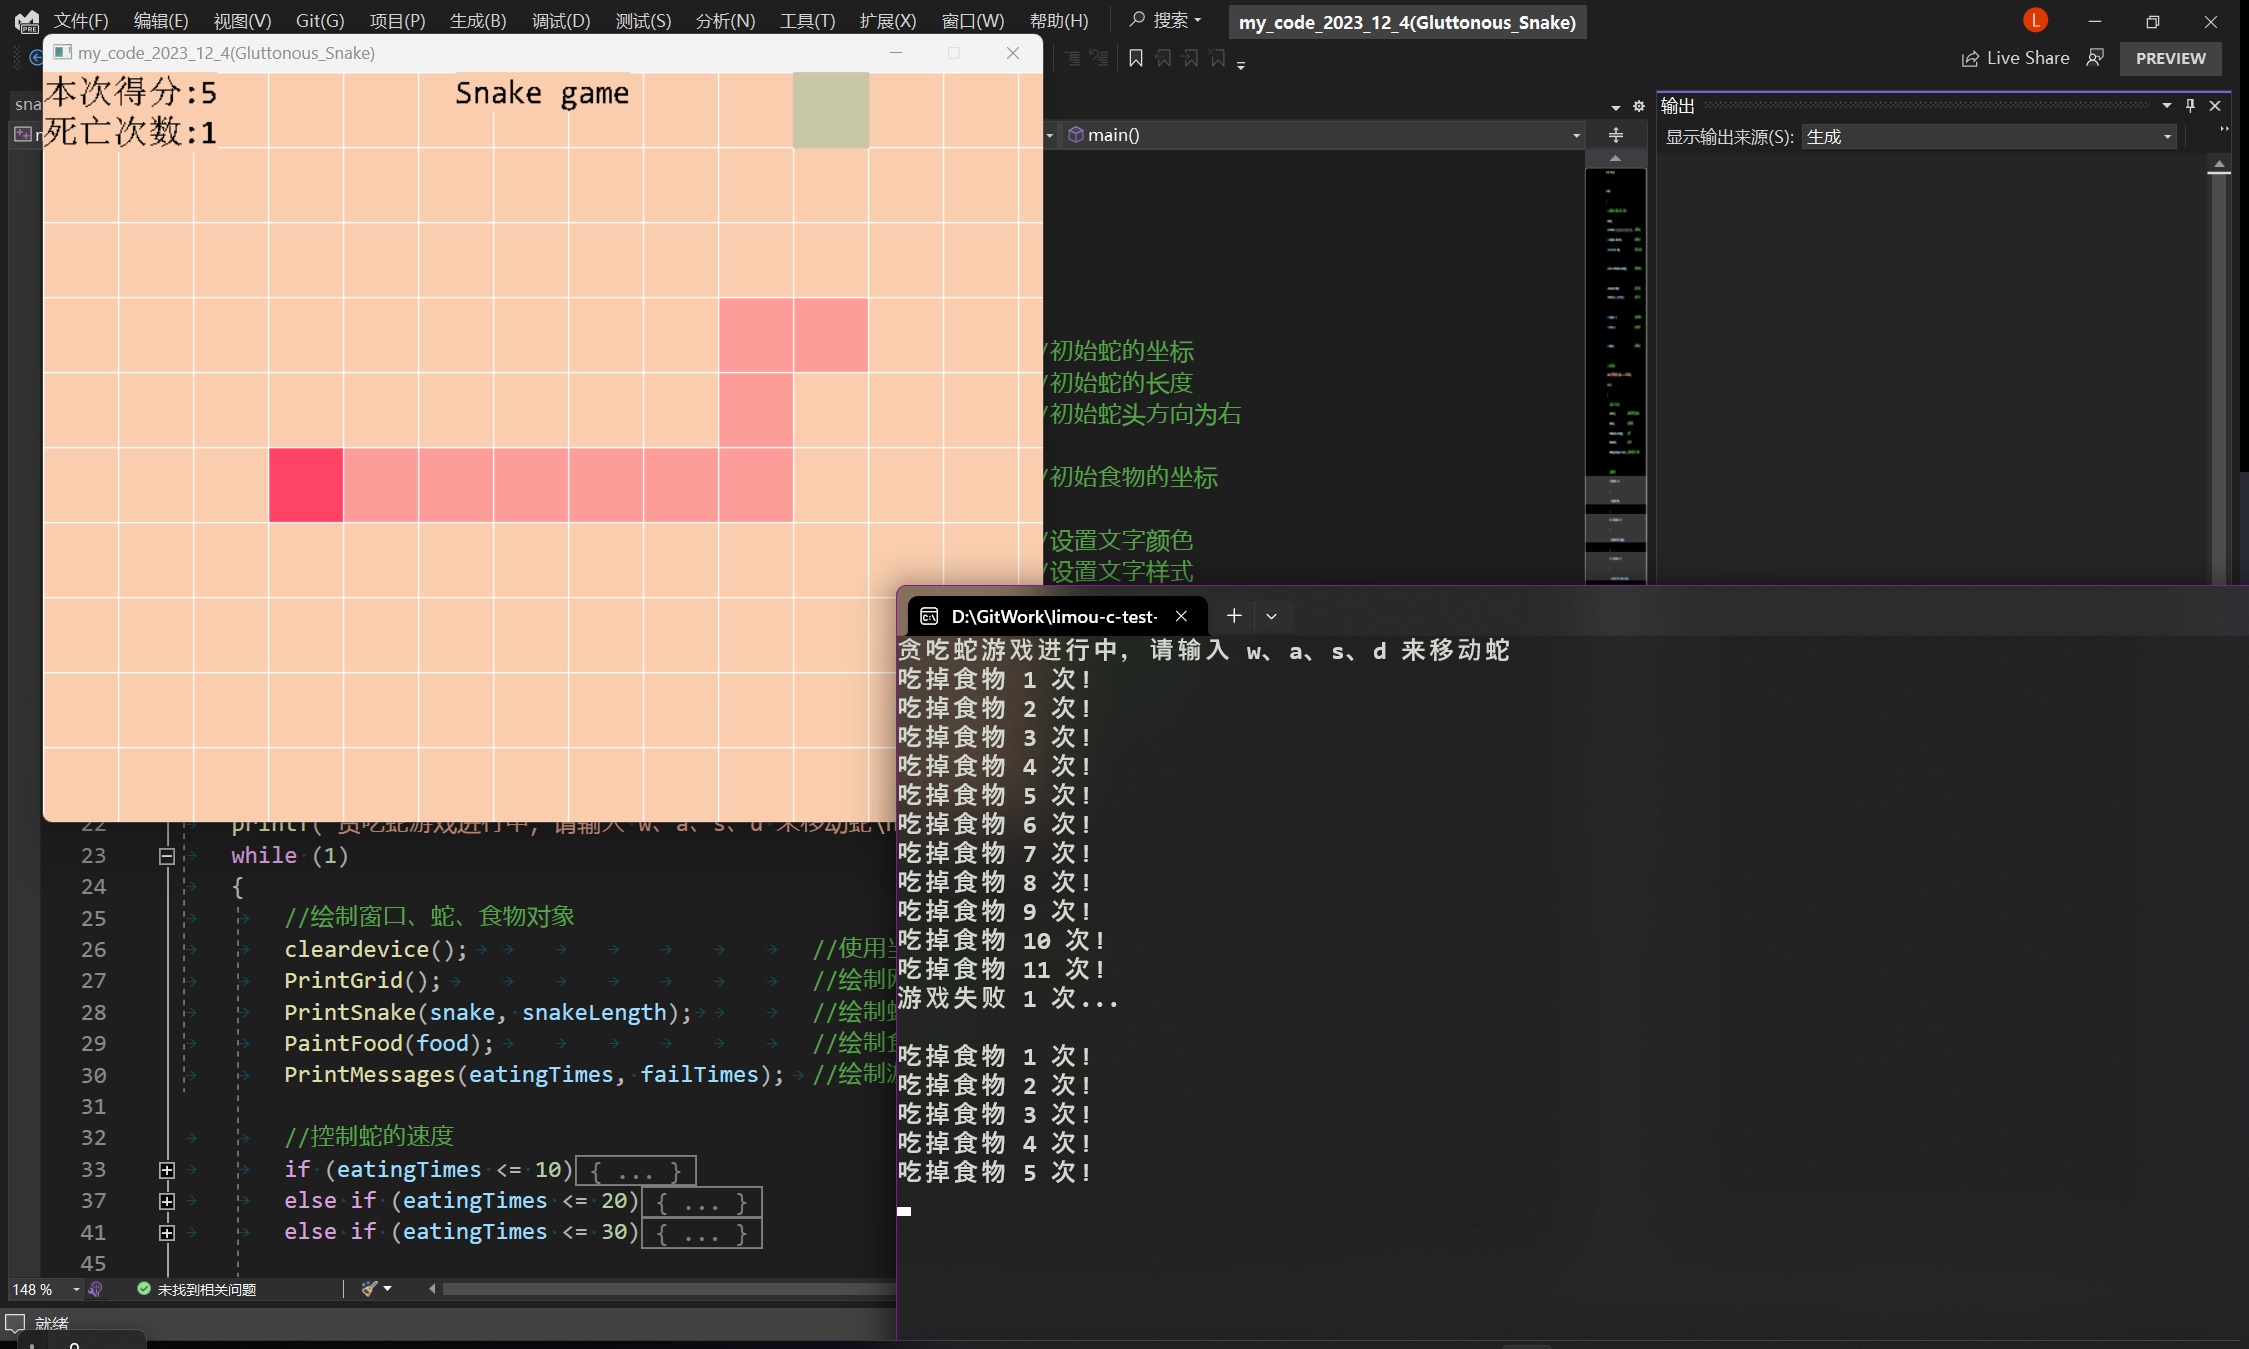 文件(F) 编辑(E) 视图(V) Git(G) 项目(P) 生成(B) 调试(D) 测试(S) 分析(N) 工具(T) 扩展(X) 窗口(W) 帮助(H) 搜索 my_code_2023_12_4(Gluttonous_Snake) L
Live Share PREVIEW
my_code_2023_12_4(Gluttonous_Snake)
本次得分:5 Snake game
死亡次数:1
main()
输出
显示输出来源(S): 生成
/初始蛇的坐标
/初始蛇的长度
/初始蛇头方向为右
/初始食物的坐标
/设置文字颜色
/设置文字样式
D:\GitWork\limou-c-test-
贪吃蛇游戏进行中, 请输入 w、a、s、d 来移动蛇
吃掉食物 1 次!
吃掉食物 2 次!
吃掉食物 3 次!
吃掉食物 4 次!
吃掉食物 5 次!
吃掉食物 6 次!
吃掉食物 7 次!
吃掉食物 8 次!
吃掉食物 9 次!
吃掉食物 10 次!
吃掉食物 11 次!
游戏失败 1 次...
吃掉食物 1 次!
吃掉食物 2 次!
吃掉食物 3 次!
吃掉食物 4 次!
吃掉食物 5 次!
22 printf("贪吃蛇游戏进行中, 请输入 w、a、s、d 来移动蛇\n
23 while (1)
24 {
25 //绘制窗口、蛇、食物对象
26 cleardevice(); //使用
27 PrintGrid(); //绘制
28 PrintSnake(snake, snakeLength); //绘制
29 PaintFood(food); //绘制
30 PrintMessages(eatingTimes, failTimes); //绘制
31
32 //控制蛇的速度
33 if (eatingTimes <= 10){ ... }
37 else if (eatingTimes <= 20){ ... }
41 else if (eatingTimes <= 30){ ... }
45
148 % 未找到相关问题
就绪